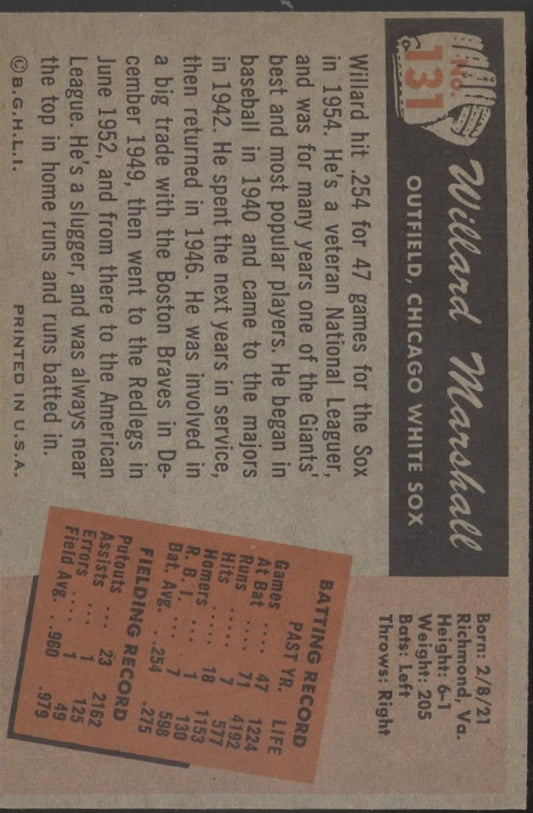 No.
131
Willard Marshall
OUTFIELD, CHICAGO WHITE SOX
Born: 2/8/21
Richmond, Va.
Height: 6-1
Weight: 205
Bats: Left
Throws: Right
Willard hit .254 for 47 games for the Sox
in 1954. He's a veteran National Leaguer,
and was for many years one of the Giants'
best and most popular players. He began in
baseball in 1940 and came to the majors
in 1942. He spent the next years in service,
then returned in 1946. He was involved in
a big trade with the Boston Braves in De-
cember 1949, then went to the Redlegs in
June 1952, and from there to the American
League. He's a slugger, and was always near
the top in home runs and runs batted in.
©B.G.H.L.I. PRINTED IN U.S.A.
BATTING RECORD
PAST YR. LIFE
Games ..... 47 1224
At Bat ..... 71 4192
Runs ..... 7 577
Hits ..... 18 1153
Homers .... 1 130
R. B. I. .... 7 598
Bat. Avg. ... .254 .275
FIELDING RECORD
Putouts ... 23 2162
Assists .... 1 125
Errors .... 1 49
Field Avg. .. .960 .979